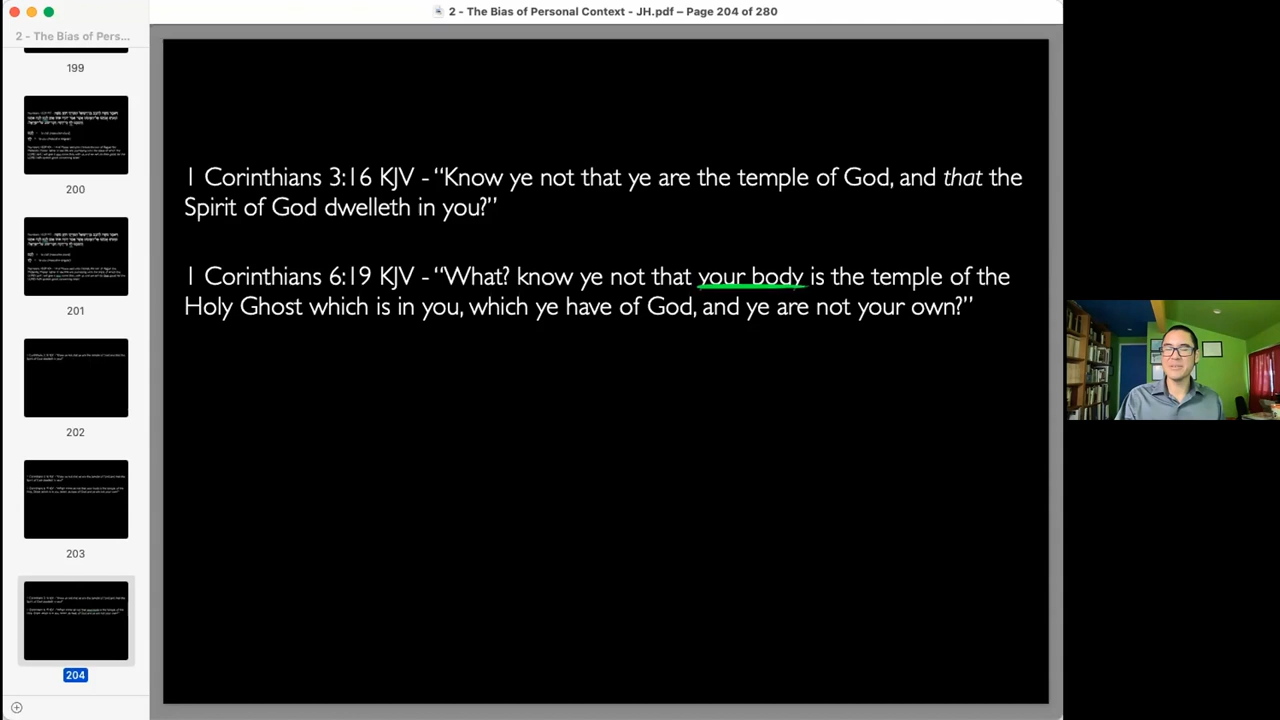 2 - The Bias of Personal Context - JH.pdf – Page 204 of 280
2 - The Bias of Pers...
199
200
201
202
203
204
1 Corinthians 3:16 KJV - “Know ye not that ye are the temple of God, and that the
Spirit of God dwelleth in you?”
1 Corinthians 6:19 KJV - “What? know ye not that your body is the temple of the
Holy Ghost which is in you, which ye have of God, and ye are not your own?”